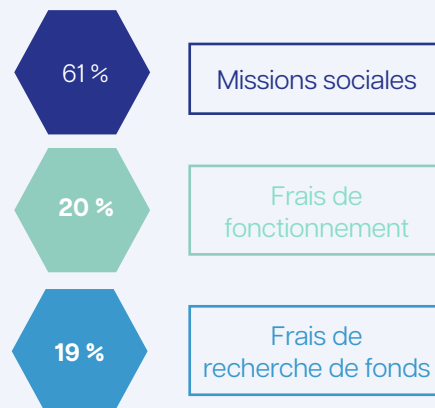 61 %
Missions sociales
20 %
Frais de
fonctionnement
19 %
Frais de
recherche de fonds